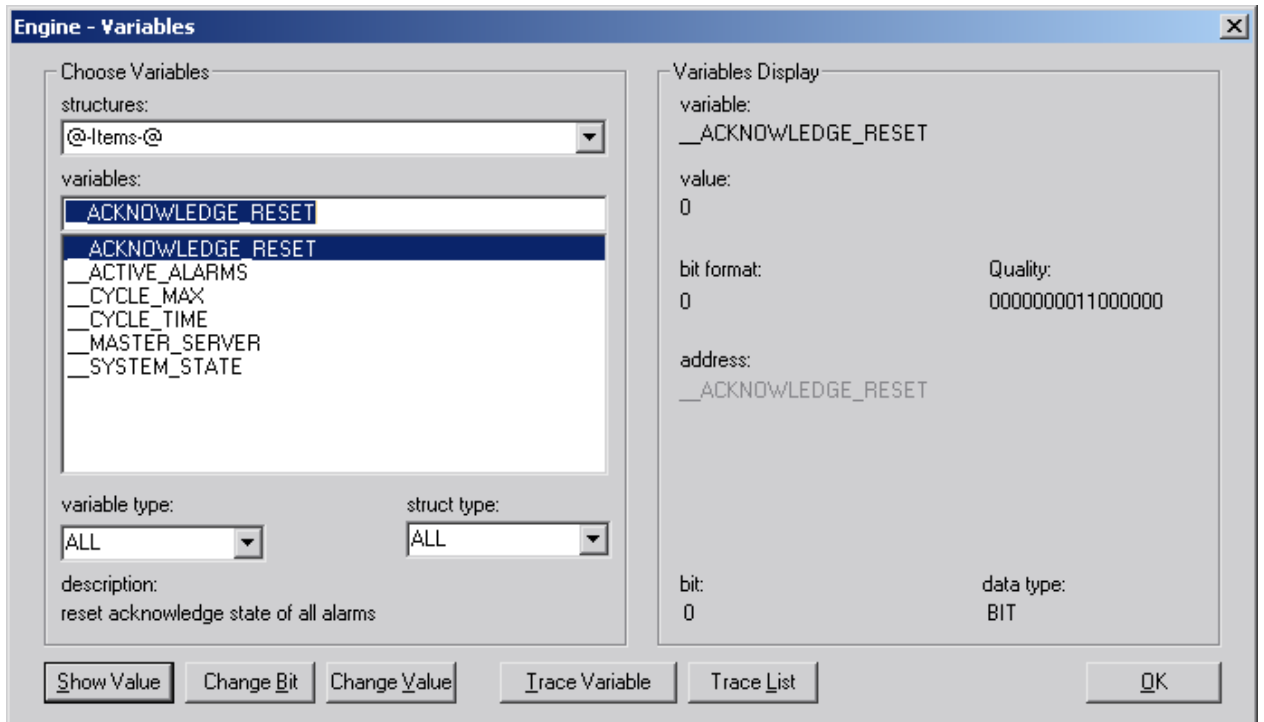 Engine - Variables
Choose Variables
structures:
@-Items-@
variables:
__ACKNOWLEDGE_RESET
__ACKNOWLEDGE_RESET
__ACTIVE_ALARMS
__CYCLE_MAX
__CYCLE_TIME
__MASTER_SERVER
__SYSTEM_STATE
variable type:
struct type:
ALL
ALL
description:
reset acknowledge state of all alarms
Variables Display
variable:
__ACKNOWLEDGE_RESET
value:
0
bit format:
Quality:
0
0000000011000000
address:
__ACKNOWLEDGE_RESET
bit:
data type:
0
BIT
Show Value
Change Bit
Change Value
Trace Variable
Trace List
OK